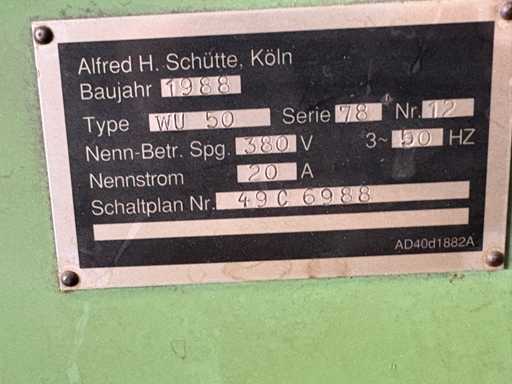 Alfred H. Schütte, Köln
Baujahr 1988
Type WU 50 Serie 78 Nr. 12
Nenn-Betr. Spg. 380 V 3~ 50 HZ
Nennstrom 20 A
Schaltplan Nr. 49C 6988
AD40d1882A